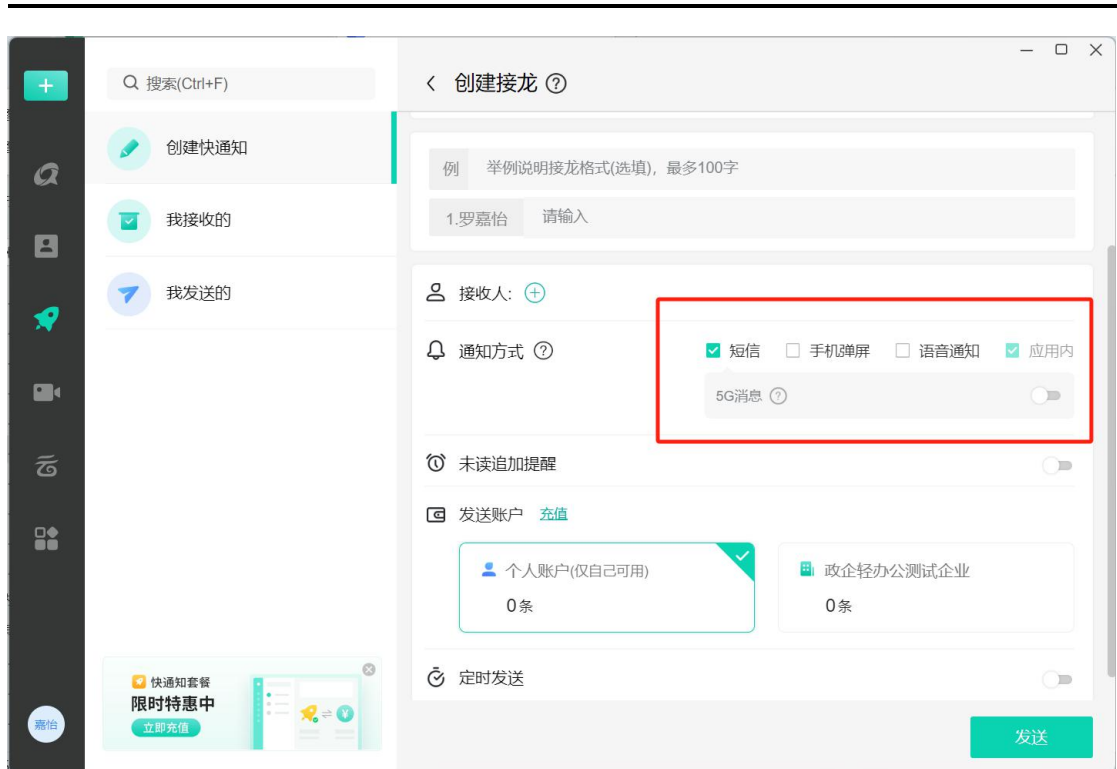 搜索(Ctrl+F)
创建快通知
我接收的
我发送的
快通知套餐
限时特惠中
立即充值
嘉怡
创建接龙
例 举例说明接龙格式(选填)，最多100字
1.罗嘉怡 请输入
接收人:
通知方式 短信 手机弹屏 语音通知 应用内
5G消息
未读追加提醒
发送账户 充值
个人账户(仅自己可用) 政企轻办公测试企业
0条 0条
定时发送
发送